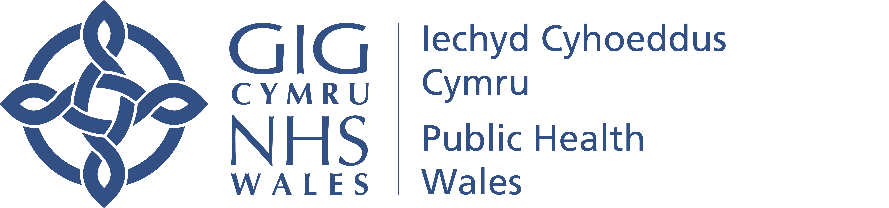 GIG
CYMRU
NHS
WALES
Iechyd Cyhoeddus
Cymru
Public Health
Wales